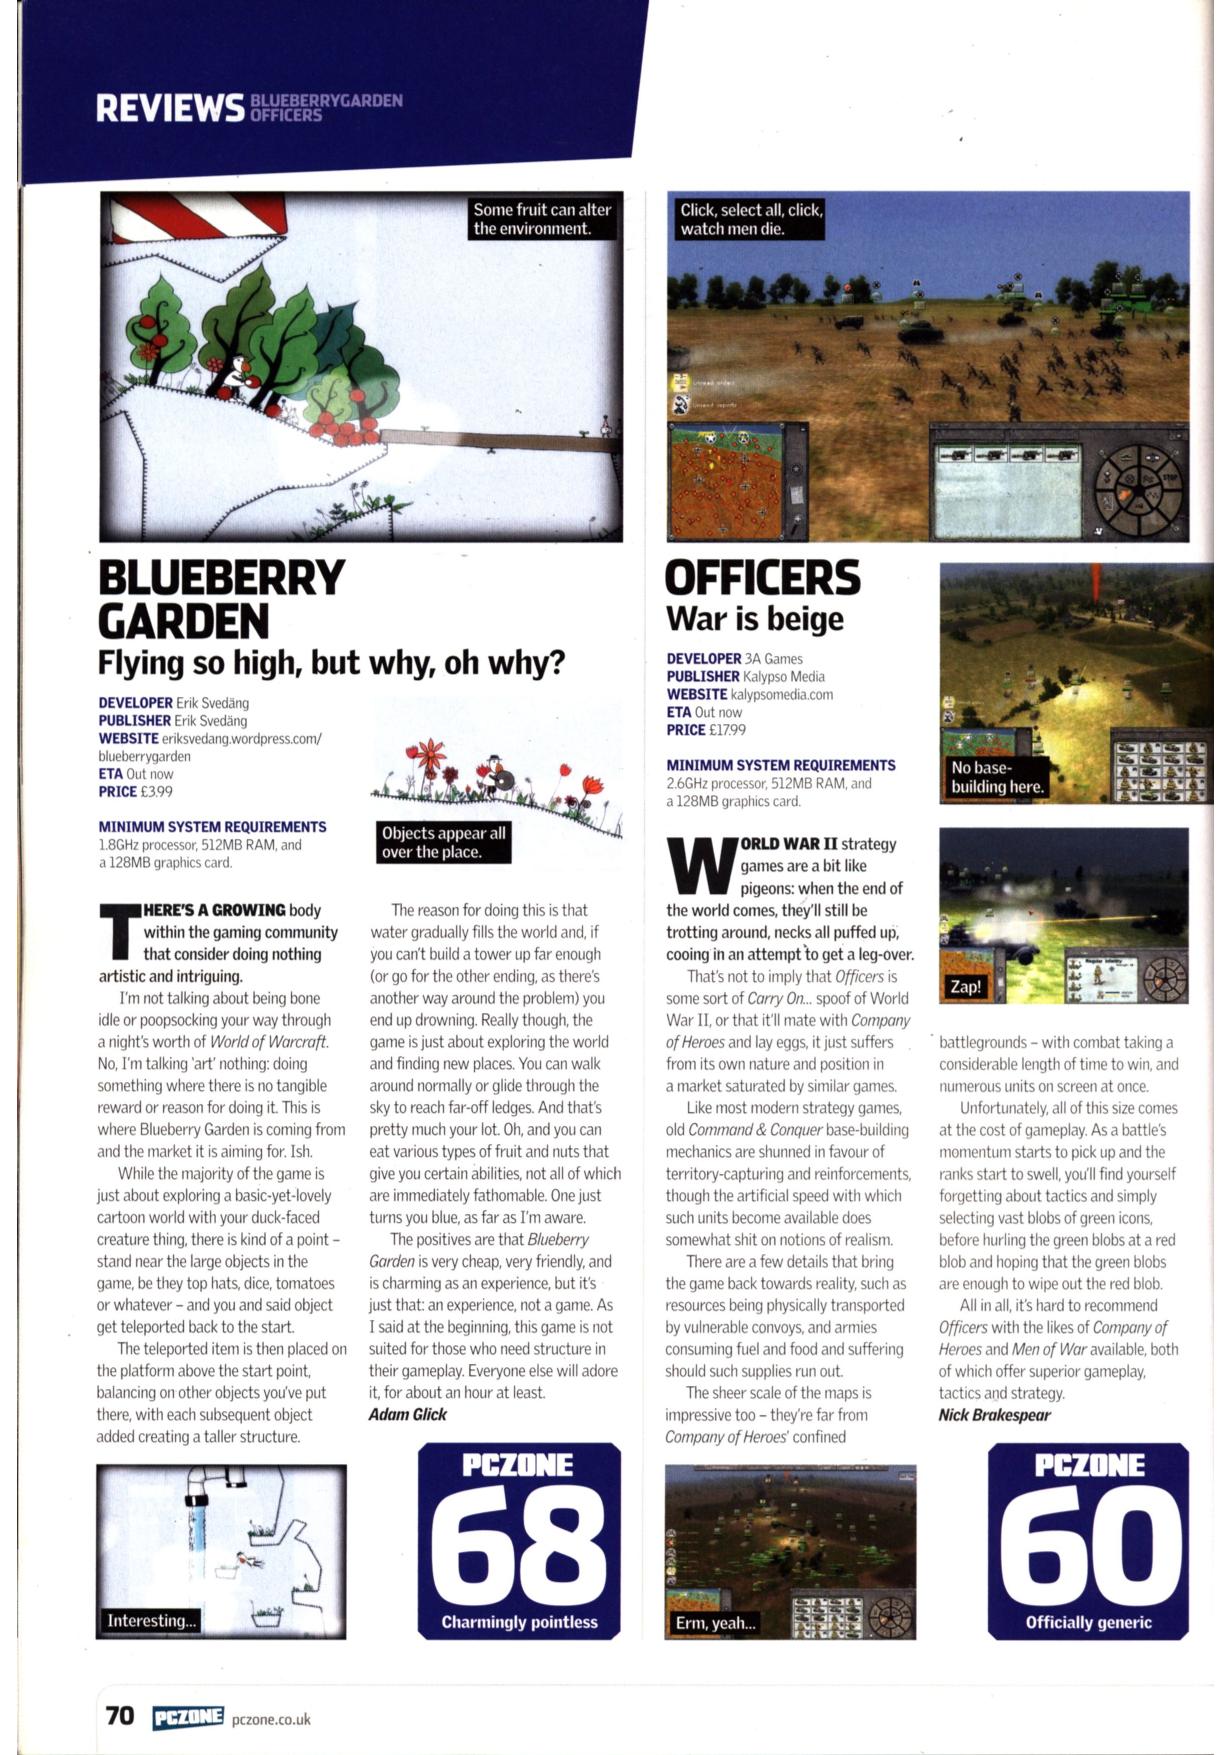 REVIEWS BLUEBERRYGARDEN
OFFICERS
Some fruit can alter
the environment.
BLUEBERRY
GARDEN
Flying so high, but why, oh why?
DEVELOPER Erik Svedäng
PUBLISHER Erik Svedäng
WEBSITE eriksvedang.wordpress.com/
blueberrygarden
ETA Out now
PRICE £3.99
MINIMUM SYSTEM REQUIREMENTS
1.8GHz processor, 512MB RAM, and
a 128MB graphics card.
Objects appear all
over the place.
THERE'S A GROWING body
within the gaming community
that consider doing nothing
artistic and intriguing.
I'm not talking about being bone
idle or poopsocking your way through
a night's worth of World of Warcraft.
No, I'm talking 'art' nothing: doing
something where there is no tangible
reward or reason for doing it. This is
where Blueberry Garden is coming from
and the market it is aiming for. Ish.
While the majority of the game is
just about exploring a basic-yet-lovely
cartoon world with your duck-faced
creature thing, there is kind of a point –
stand near the large objects in the
game, be they top hats, dice, tomatoes
or whatever – and you and said object
get teleported back to the start.
The teleported item is then placed on
the platform above the start point,
balancing on other objects you've put
there, with each subsequent object
added creating a taller structure.
Interesting...
The reason for doing this is that
water gradually fills the world and, if
you can't build a tower up far enough
(or go for the other ending, as there's
another way around the problem) you
end up drowning. Really though, the
game is just about exploring the world
and finding new places. You can walk
around normally or glide through the
sky to reach far-off ledges. And that's
pretty much your lot. Oh, and you can
eat various types of fruit and nuts that
give you certain abilities, not all of which
are immediately fathomable. One just
turns you blue, as far as I'm aware.
The positives are that Blueberry
Garden is very cheap, very friendly, and
is charming as an experience, but it's
just that: an experience, not a game. As
I said at the beginning, this game is not
suited for those who need structure in
their gameplay. Everyone else will adore
it, for about an hour at least.
Adam Glick
PCZONE
68
Charmingly pointless
Click, select all, click,
watch men die.
Unread orders
Unsent reports
STOP
OFFICERS
War is beige
DEVELOPER 3A Games
PUBLISHER Kalypso Media
WEBSITE kalypsomedia.com
ETA Out now
PRICE £17.99
MINIMUM SYSTEM REQUIREMENTS
2.6GHz processor, 512MB RAM, and
a 128MB graphics card.
WORLD WAR II strategy
games are a bit like
pigeons: when the end of
the world comes, they'll still be
trotting around, necks all puffed up,
cooing in an attempt to get a leg-over.
That's not to imply that Officers is
some sort of Carry On... spoof of World
War II, or that it'll mate with Company
of Heroes and lay eggs, it just suffers
from its own nature and position in
a market saturated by similar games.
Like most modern strategy games,
old Command & Conquer base-building
mechanics are shunned in favour of
territory-capturing and reinforcements,
though the artificial speed with which
such units become available does
somewhat shit on notions of realism.
There are a few details that bring
the game back towards reality, such as
resources being physically transported
by vulnerable convoys, and armies
consuming fuel and food and suffering
should such supplies run out.
The sheer scale of the maps is
impressive too – they're far from
Company of Heroes' confined
Erm, yeah...
No base-
building here.
Regular infantry
Zap!
battlegrounds – with combat taking a
considerable length of time to win, and
numerous units on screen at once.
Unfortunately, all of this size comes
at the cost of gameplay. As a battle's
momentum starts to pick up and the
ranks start to swell, you'll find yourself
forgetting about tactics and simply
selecting vast blobs of green icons,
before hurling the green blobs at a red
blob and hoping that the green blobs
are enough to wipe out the red blob.
All in all, it's hard to recommend
Officers with the likes of Company of
Heroes and Men of War available, both
of which offer superior gameplay,
tactics and strategy.
Nick Brakespear
PCZONE
60
Officially generic
70 PCZONE pczone.co.uk